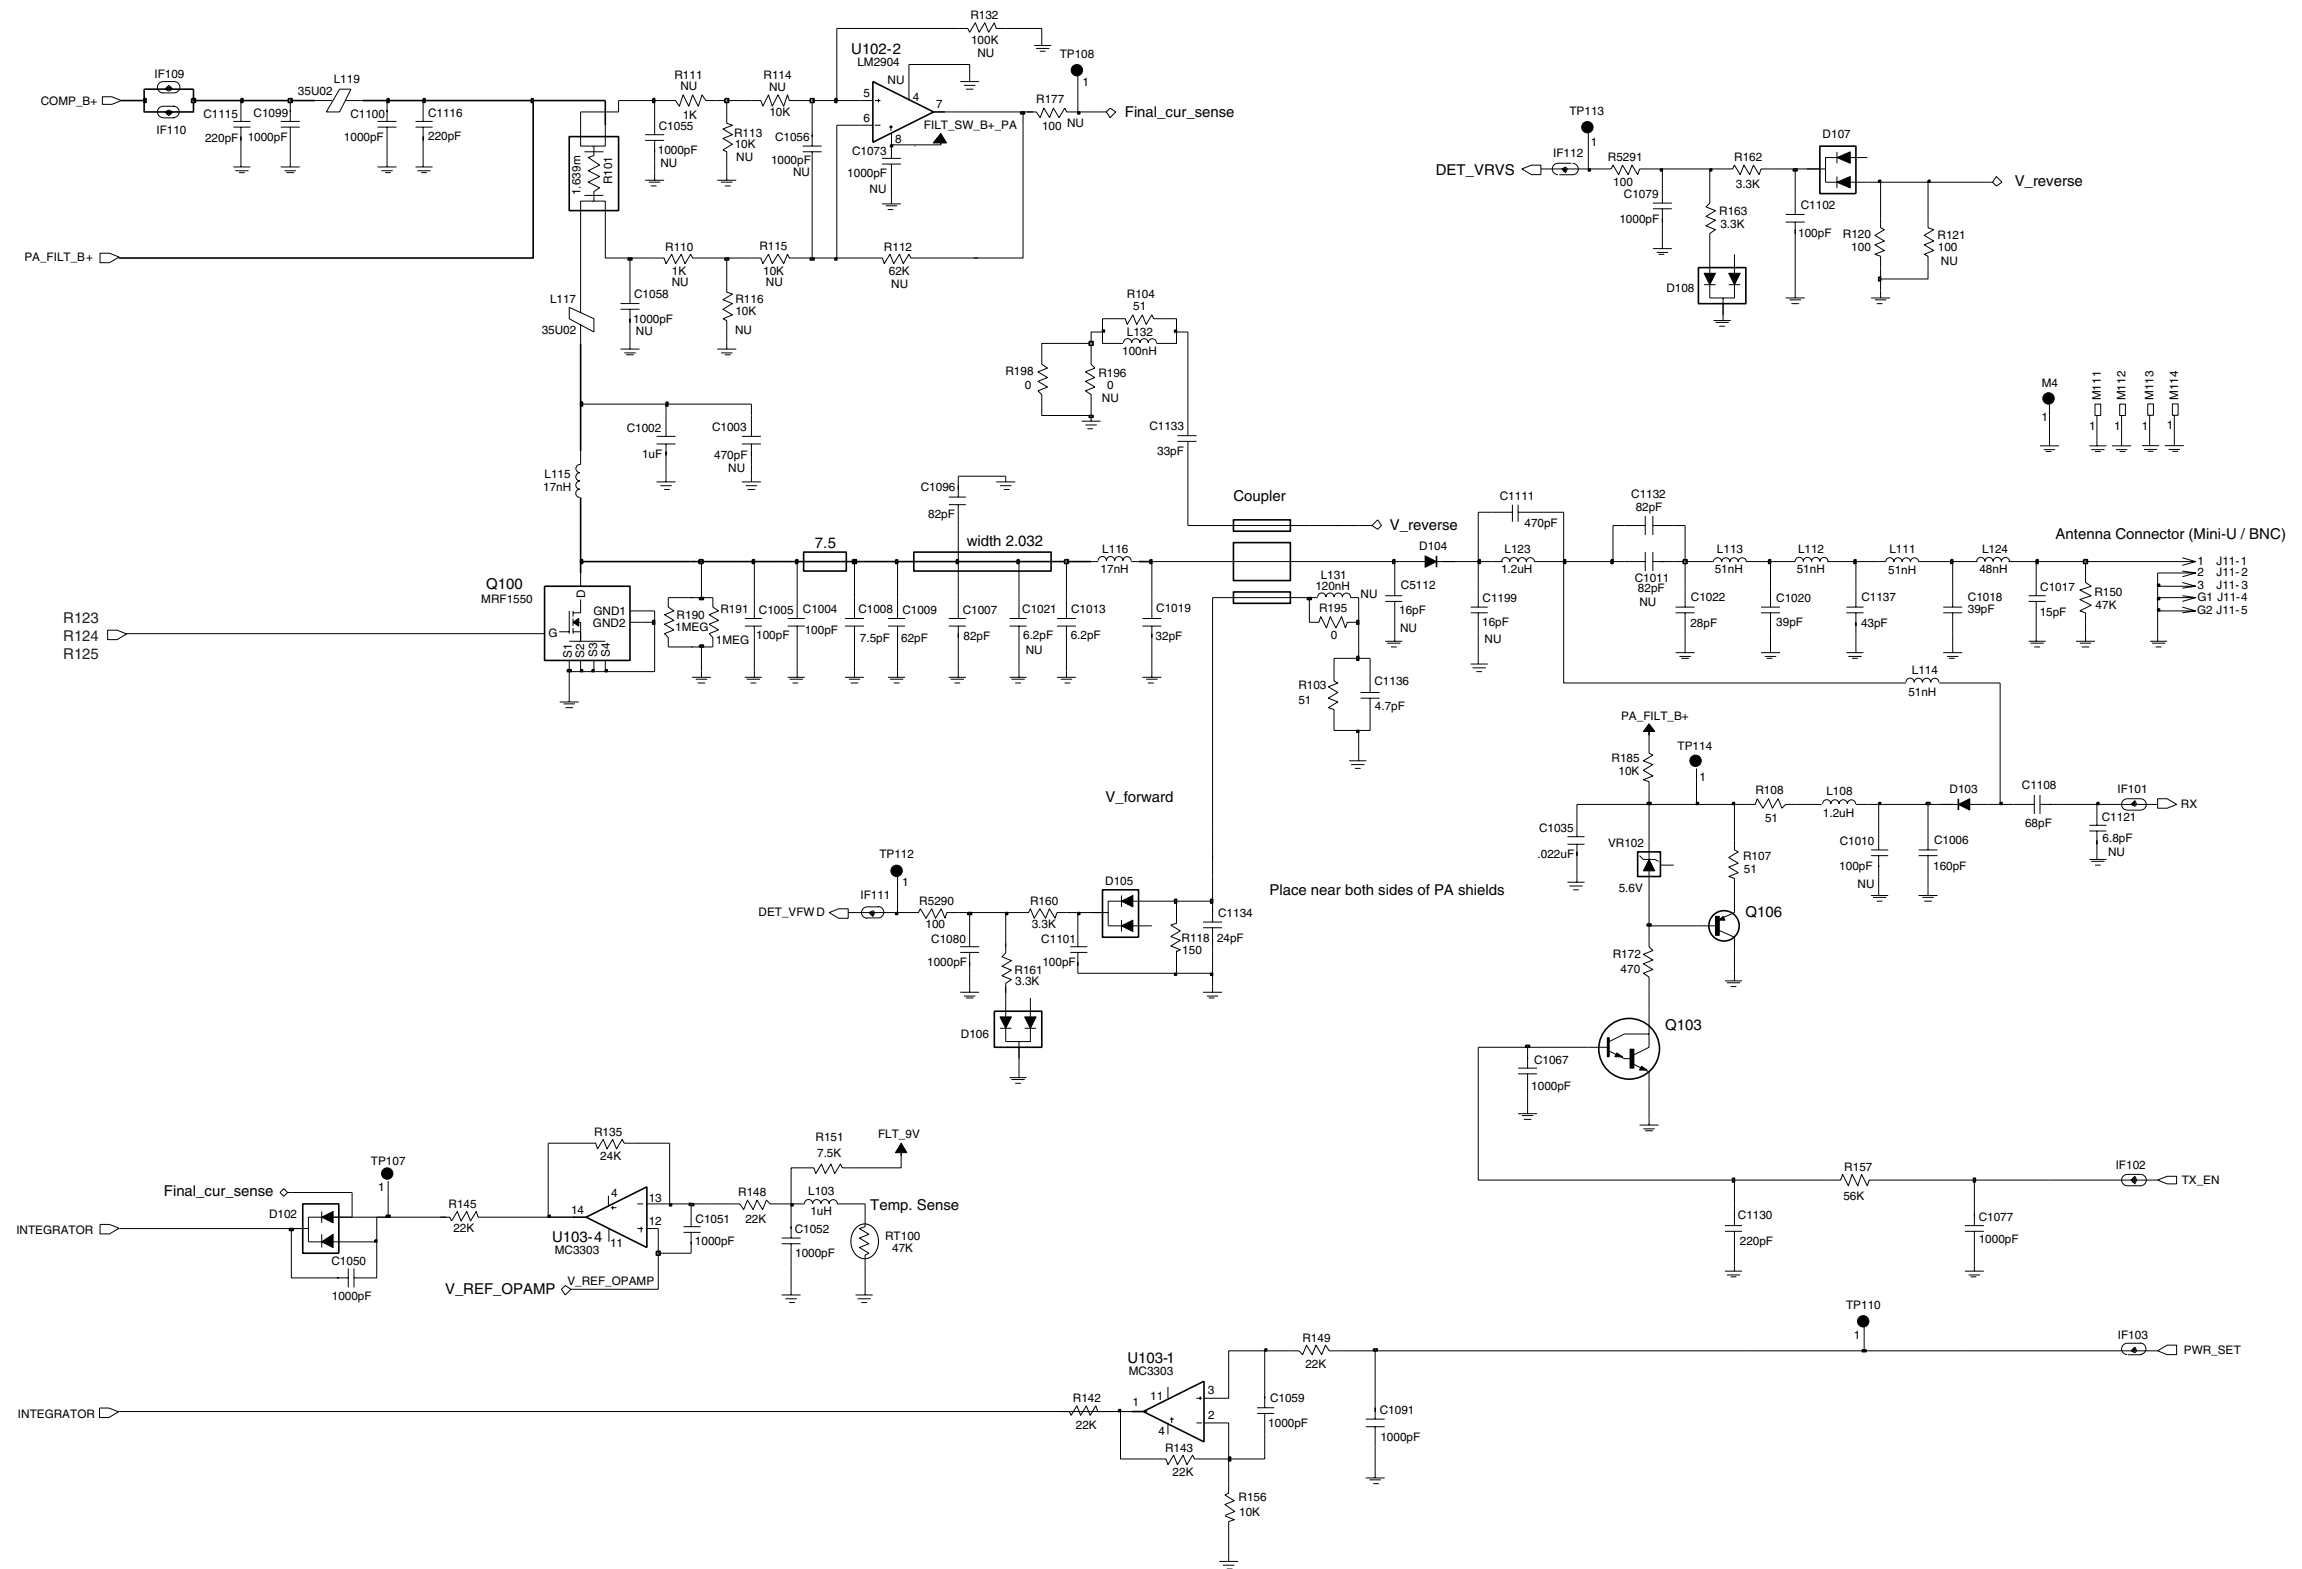 R132
100K
NU
U102-2
LM2904
NU
4
5
6
7
8
TP108
1
R177
100
NU
Final_cur_sense
FILT_SW_B+_PA
C1073
1000pF
NU
IF109
COMP_B+
IF110
L119
35U02
C1115
220pF
C1099
1000pF
C1100
1000pF
C1116
220pF
R111
NU
1K
R114
NU
10K
C1055
1000pF
NU
R113
10K
NU
C1056
1000pF
NU
1.639m
R101
PA_FILT_B+
R110
1K
NU
R115
10K
NU
R112
62K
NU
C1058
1000pF
NU
R116
10K
NU
L117
35U02
TP113
1
D107
DET_VRVS
IF112
R5291
100
R162
3.3K
V_reverse
C1079
1000pF
R163
3.3K
C1102
100pF
R120
100
R121
100
NU
D108
R104
51
L132
100nH
R198
0
R196
0
NU
C1133
33pF
M4
1
M111
1
M112
1
M113
1
M114
1
C1002
1uF
C1003
470pF
NU
L115
17nH
C1096
82pF
Coupler
V_reverse
C1111
470pF
C1132
82pF
Antenna Connector (Mini-U / BNC)
7.5
width 2.032
L116
17nH
D104
L123
1.2uH
C1011
82pF
NU
L113
51nH
L112
51nH
L111
51nH
L124
48nH
1 J11-1
2 J11-2
3 J11-3
G1 J11-4
G2 J11-5
Q100
MRF1550
D
G
GND1
GND2
S1
S2
S3
S4
R123
R124
R125
R190
1MEG
R191
1MEG
C1005
100pF
C1004
100pF
C1008
7.5pF
C1009
62pF
C1007
82pF
C1021
6.2pF
NU
C1013
6.2pF
C1019
32pF
L131
120nH
NU
R195
0
C5112
16pF
NU
C1199
16pF
NU
C1022
28pF
C1020
39pF
C1137
43pF
C1018
39pF
C1017
15pF
R150
47K
R103
51
C1136
4.7pF
L114
51nH
PA_FILT_B+
R185
10K
TP114
1
V_forward
R108
51
L108
1.2uH
D103
C1108
68pF
IF101
RX
C1035
.022uF
VR102
5.6V
R107
51
C1010
100pF
NU
C1006
160pF
C1121
6.8pF
NU
TP112
1
D105
Place near both sides of PA shields
DET_VFWD
IF111
R5290
100
R160
3.3K
C1080
1000pF
C1101
100pF
R118
150
C1134
24pF
R161
3.3K
D106
Q106
R172
470
Q103
C1067
1000pF
R135
24K
R151
7.5K
FLT_9V
TP107
1
Final_cur_sense
D102
INTEGRATOR
R145
22K
14
4
13
12
11
U103-4
MC3303
R148
22K
L103
1uH
Temp. Sense
C1051
1000pF
C1052
1000pF
RT100
47K
C1050
1000pF
V_REF_OPAMP
V_REF_OPAMP
R157
56K
IF102
TX_EN
C1130
220pF
C1077
1000pF
TP110
1
R149
22K
IF103
PWR_SET
U103-1
MC3303
11
3
1
2
4
C1059
1000pF
C1091
1000pF
INTEGRATOR
R142
22K
R143
22K
R156
10K